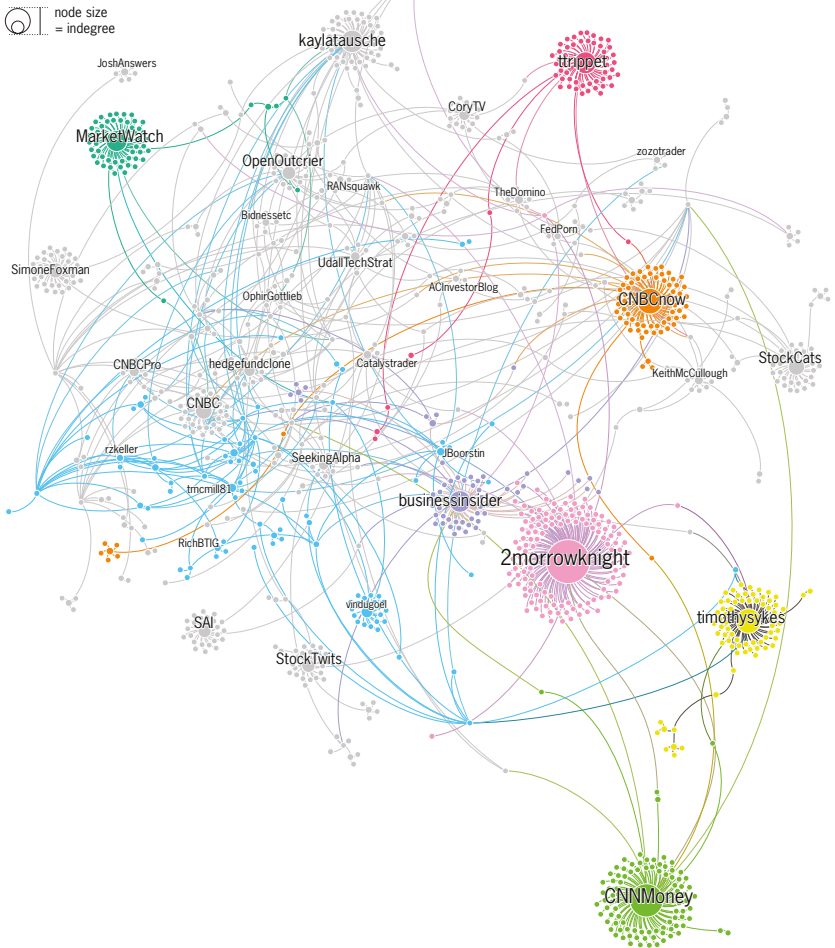 node size
= indegree
kaylatausche
ttrippet
JoshAnswers
CoryTV
MarketWatch
OpenOutcrier
zozotrader
RANsquawk
TheDomino
Bidnessetc
FedPorn
SimoneFoxman
UdallTechStrat
ACInvestorBlog
OphirGottlieb
CNBCnow
CNBCPro
hedgefundclone
Catalystrader
StockCats
KeithMcCullough
CNBC
rzkeller
SeekingAlpha
JBoorstin
tmcmill81
businessinsider
RichBTIG
2morrowknight
vindugoel
SAI
timothysykes
StockTwits
CNNMoney